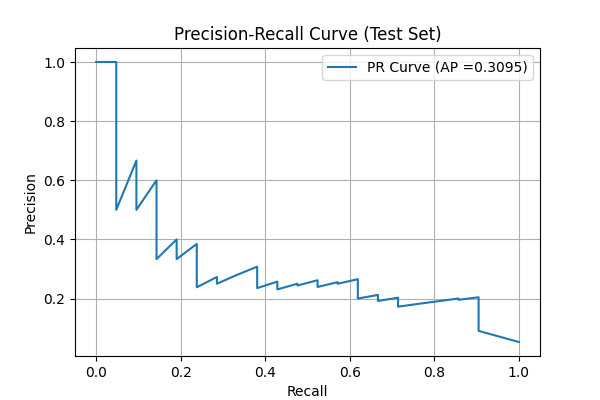 Precision-Recall Curve (Test Set)
PR Curve (AP =0.3095)
1.0
0.8
0.6
0.4
0.2
Precision
0.0 0.2 0.4 0.6 0.8 1.0
Recall